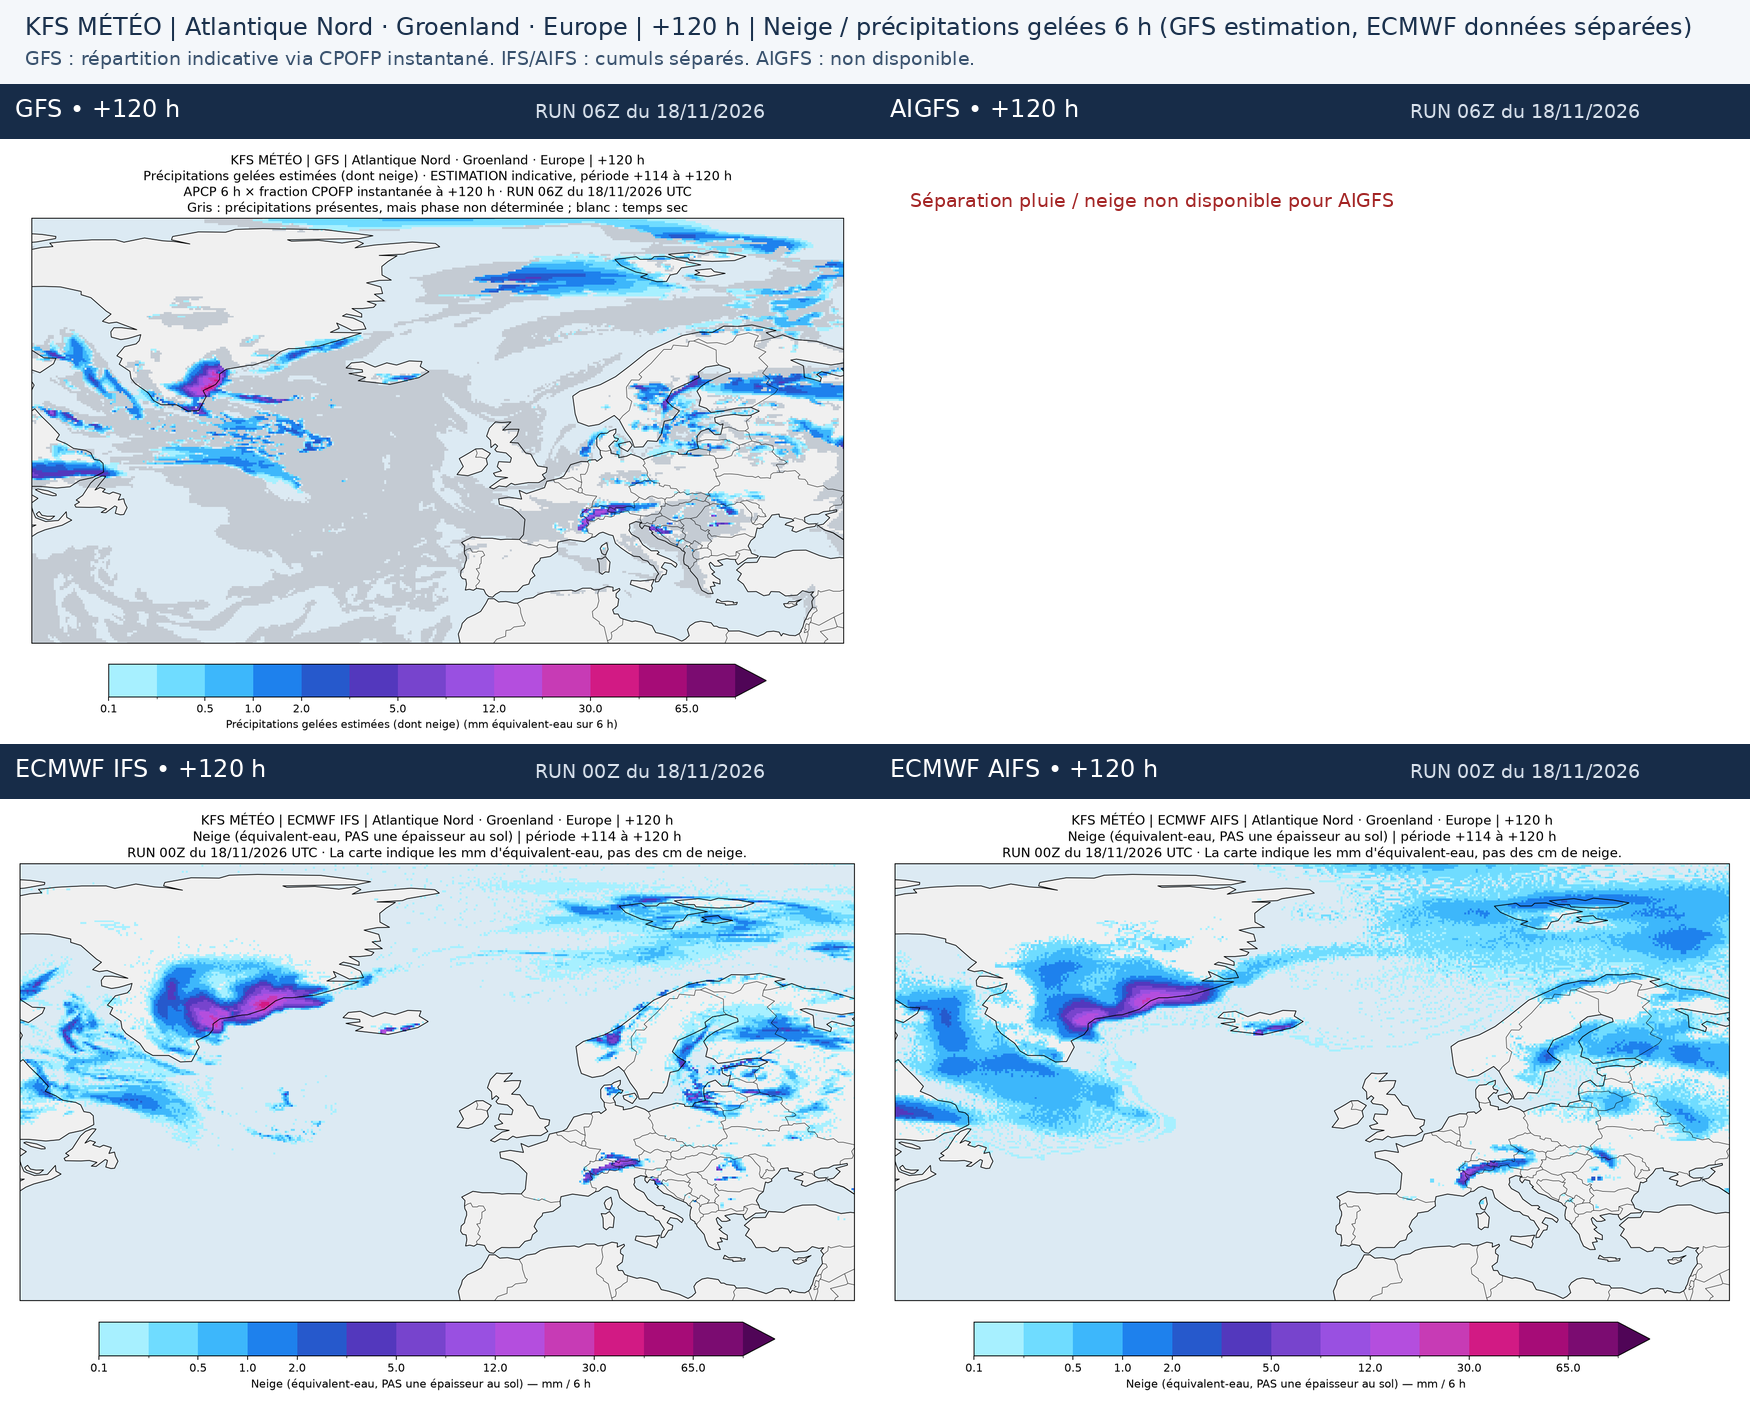 KFS MÉTÉO | Atlantique Nord · Groenland · Europe | +120 h | Neige / précipitations gelées 6 h (GFS estimation, ECMWF données séparées)
GFS : répartition indicative via CPOFP instantané. IFS/AIFS : cumuls séparés. AIGFS : non disponible.
GFS • +120 h
RUN 06Z du 18/11/2026
AIGFS • +120 h
RUN 06Z du 18/11/2026
KFS MÉTÉO | GFS | Atlantique Nord · Groenland · Europe | +120 h
Précipitations gelées estimées (dont neige) · ESTIMATION indicative, période +114 à +120 h
APCP 6 h × fraction CPOFP instantanée à +120 h · RUN 06Z du 18/11/2026 UTC
Gris : précipitations présentes, mais phase non déterminée ; blanc : temps sec
Séparation pluie / neige non disponible pour AIGFS
0.1 0.5 1.0 2.0 5.0 12.0 30.0 65.0
Précipitations gelées estimées (dont neige) (mm équivalent-eau sur 6 h)
ECMWF IFS • +120 h
RUN 00Z du 18/11/2026
ECMWF AIFS • +120 h
RUN 00Z du 18/11/2026
KFS MÉTÉO | ECMWF IFS | Atlantique Nord · Groenland · Europe | +120 h
Neige (équivalent-eau, PAS une épaisseur au sol) | période +114 à +120 h
RUN 00Z du 18/11/2026 UTC · La carte indique les mm d'équivalent-eau, pas des cm de neige.
KFS MÉTÉO | ECMWF AIFS | Atlantique Nord · Groenland · Europe | +120 h
Neige (équivalent-eau, PAS une épaisseur au sol) | période +114 à +120 h
RUN 00Z du 18/11/2026 UTC · La carte indique les mm d'équivalent-eau, pas des cm de neige.
0.1 0.5 1.0 2.0 5.0 12.0 30.0 65.0
Neige (équivalent-eau, PAS une épaisseur au sol) — mm / 6 h
0.1 0.5 1.0 2.0 5.0 12.0 30.0 65.0
Neige (équivalent-eau, PAS une épaisseur au sol) — mm / 6 h